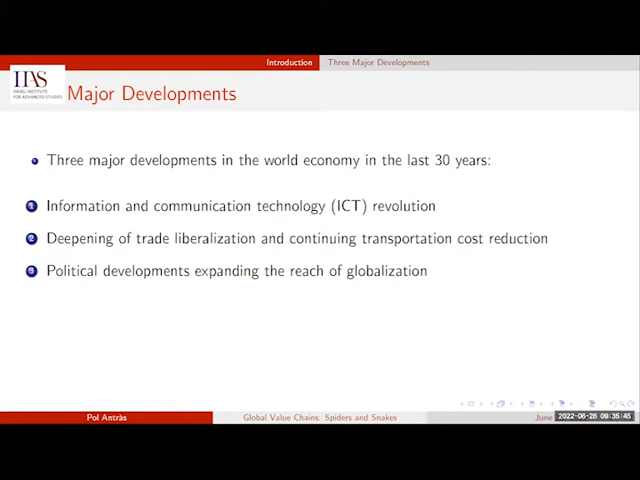 Introduction Three Major Developments
IIAS
ISRAEL INSTITUTE
FOR ADVANCED STUDIES
Major Developments
Three major developments in the world economy in the last 30 years:
1 Information and communication technology (ICT) revolution
2 Deepening of trade liberalization and continuing transportation cost reduction
3 Political developments expanding the reach of globalization
Pol Antràs Global Value Chains: Spiders and Snakes June 2022-06-28 09:35:45